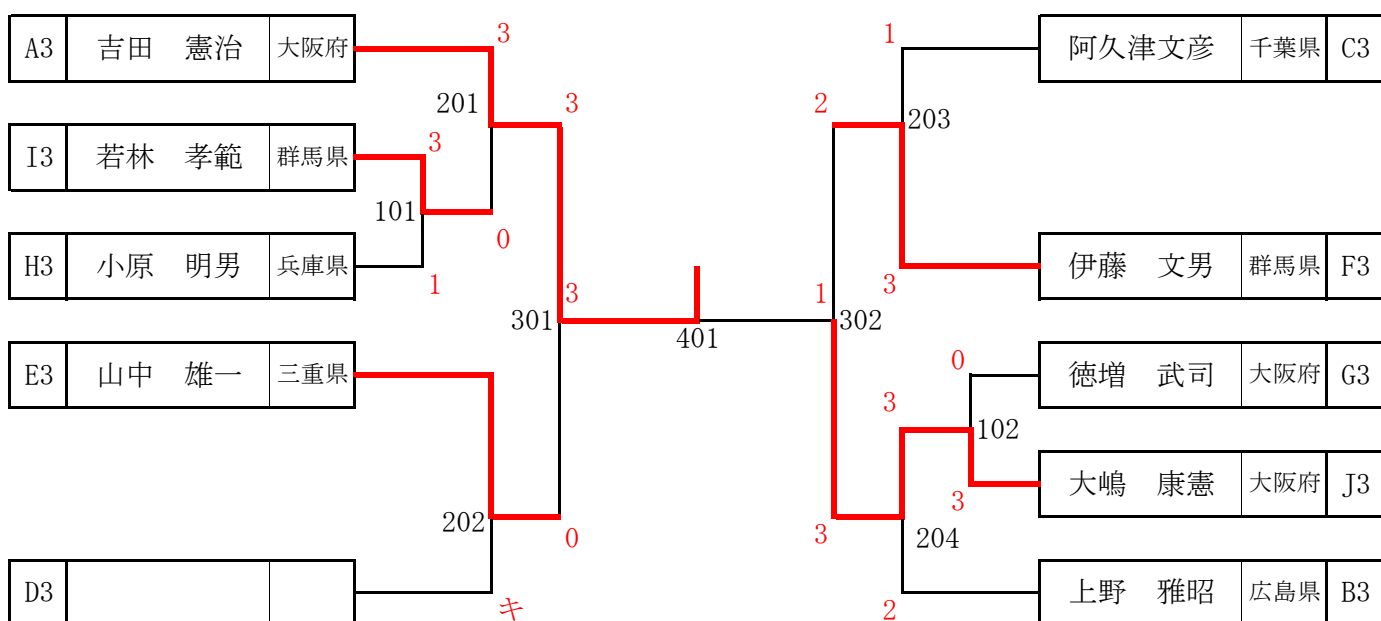 3
1
A3 吉田 憲治 大阪府
阿久津文彦 千葉県 C3
201
3
2
203
I3 若林 孝範 群馬県
3
101
0
H3 小原 明男 兵庫県
1
伊藤 文男 群馬県 F3
3
3
1
301
302
401
E3 山中 雄一 三重県
0
徳増 武司 大阪府 G3
3
102
大嶋 康憲 大阪府 J3
3
202
0
3
204
D3
キ
上野 雅昭 広島県 B3
2